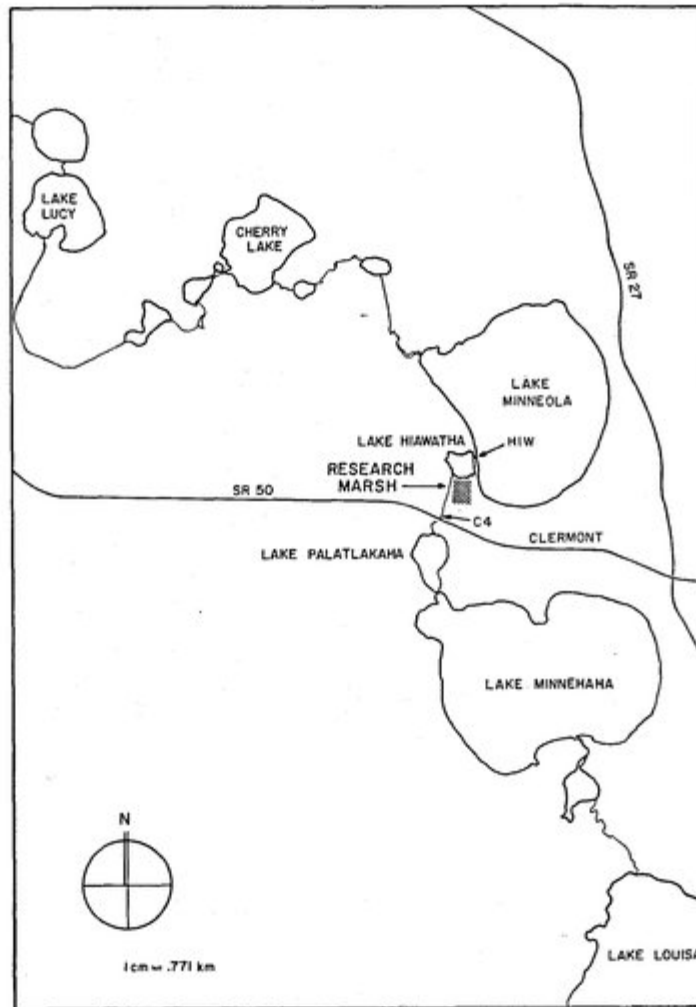 LAKE
LUCY
CHERRY
LAKE
SR 27
LAKE
MINNEOLA
LAKE HIAWATHA
HIW
RESEARCH
MARSH
SR 50
C4
CLERMONT
LAKE PALATLAKAHA
LAKE MINNEHAHA
N
1cm = .771 km
LAKE LOUISA